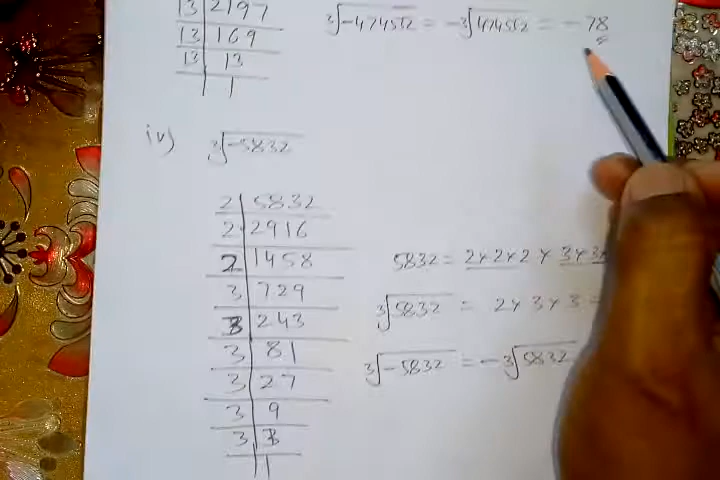 13 2197
13 169
13 13
1
∛-474552 = -∛474552 = -78
iv) ∛-5832
2 5832
2 2916
2 1458
3 729
3 243
3 81
3 27
3 9
3 3
1
5832 = 2×2×2 × 3×3×
∛5832 = 2×3×3 =
∛-5832 = -∛5832